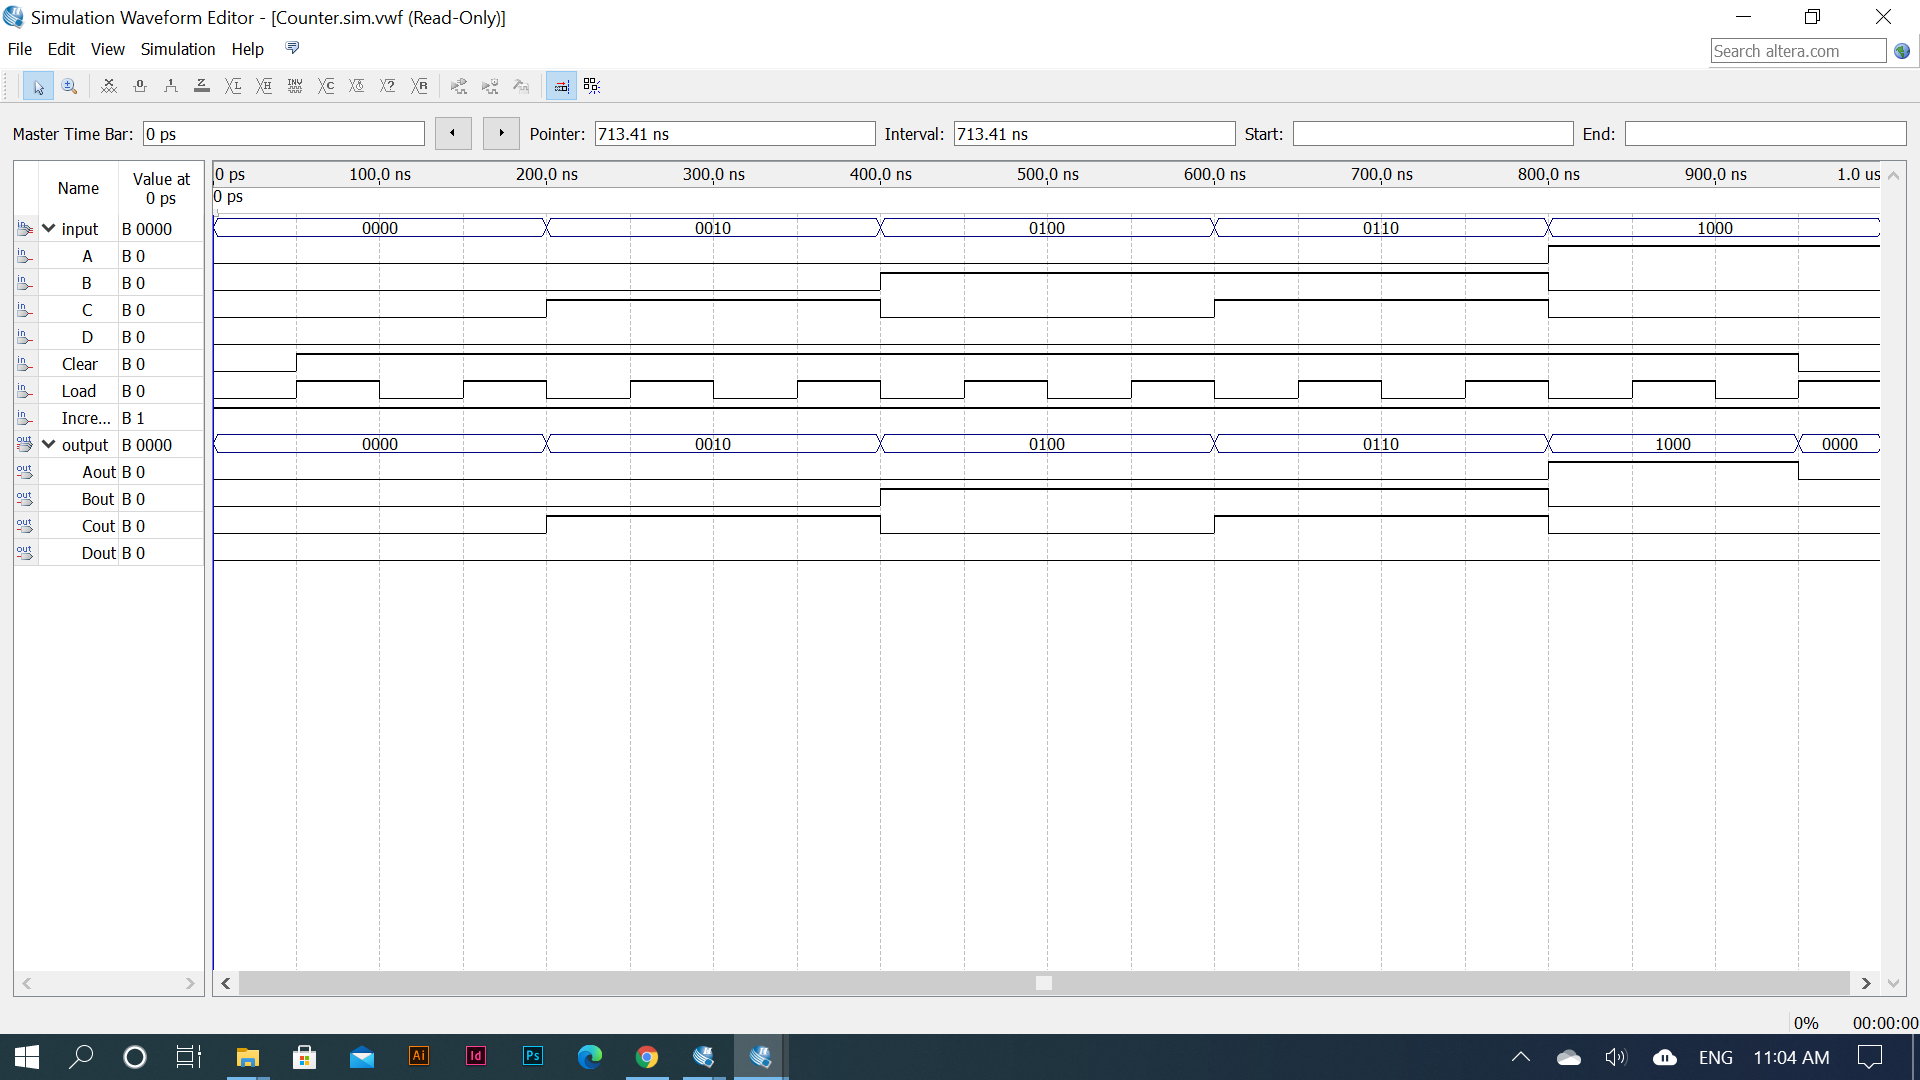 Simulation Waveform Editor - [Counter.sim.vwf (Read-Only)]
File Edit View Simulation Help
Search altera.com
Master Time Bar: 0 ps Pointer: 713.41 ns Interval: 713.41 ns Start: End:
Name Value at 0 ps
0 ps 100.0 ns 200.0 ns 300.0 ns 400.0 ns 500.0 ns 600.0 ns 700.0 ns 800.0 ns 900.0 ns 1.0 us
0 ps
input B 0000 0000 0010 0100 0110 1000
A B 0
B B 0
C B 0
D B 0
Clear B 0
Load B 0
Incre... B 1
output B 0000 0000 0010 0100 0110 1000 0000
Aout B 0
Bout B 0
Cout B 0
Dout B 0
0% 00:00:00
Ai Id Ps ENG 11:04 AM